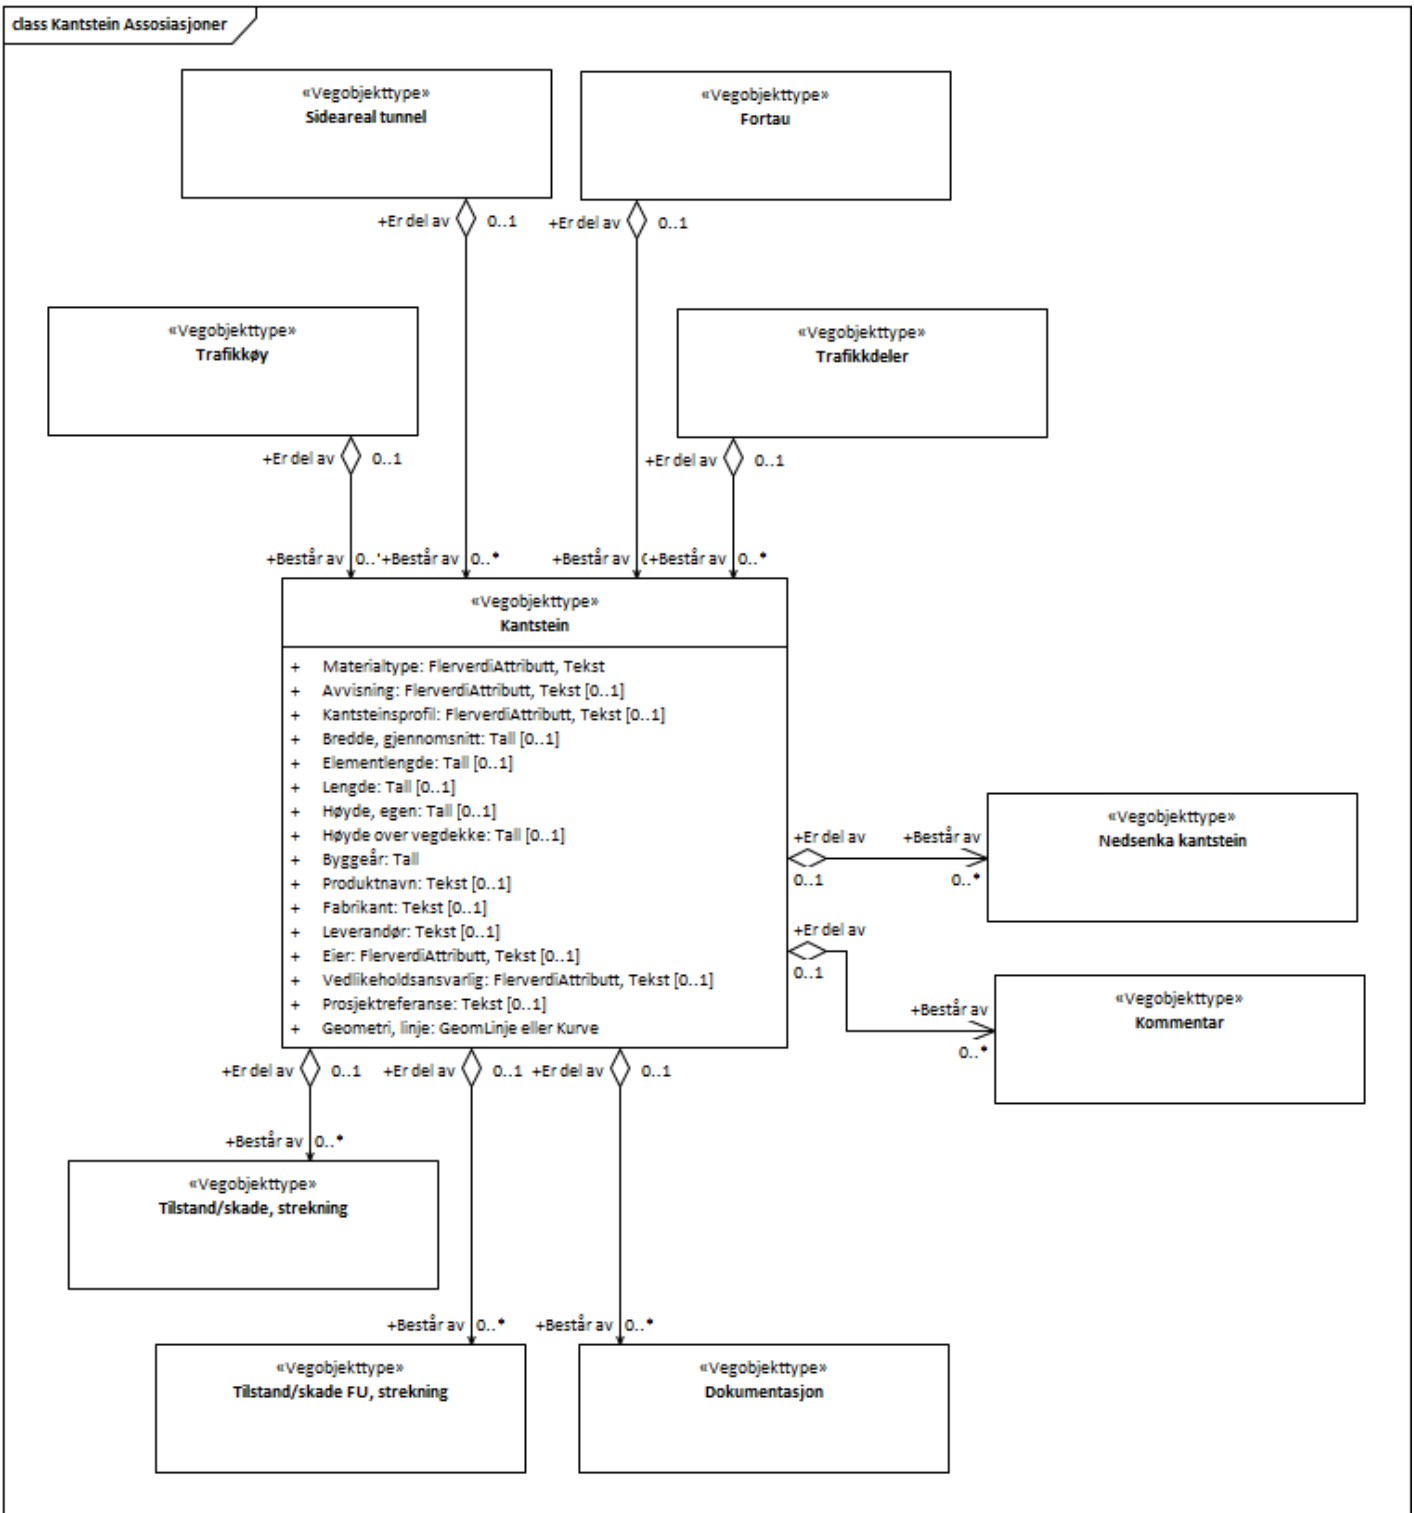 class Kantstein Assosiasjoner
«Vegobjekttype»
Sideareal tunnel
«Vegobjekttype»
Fortau
+Er del av 0..1
+Er del av 0..1
«Vegobjekttype»
Trafikkøy
«Vegobjekttype»
Trafikkdeler
+Er del av 0..1
+Er del av 0..1
+Består av 0..*
+Består av 0..*
+Består av
+Består av 0..*
«Vegobjekttype»
Kantstein
+ Materialtype: FlerverdiAttributt, Tekst
+ Avvisning: FlerverdiAttributt, Tekst [0..1]
+ Kantsteinsprofil: FlerverdiAttributt, Tekst [0..1]
+ Bredde, gjennomsnitt: Tall [0..1]
+ Elementlengde: Tall [0..1]
+ Lengde: Tall [0..1]
+ Høyde, egen: Tall [0..1]
+ Høyde over vegdekke: Tall [0..1]
+ Byggeår: Tall
+ Produktnavn: Tekst [0..1]
+ Fabrikant: Tekst [0..1]
+ Leverandør: Tekst [0..1]
+ Eier: FlerverdiAttributt, Tekst [0..1]
+ Vedlikeholdsansvarlig: FlerverdiAttributt, Tekst [0..1]
+ Prosjektreferanse: Tekst [0..1]
+ Geometri, linje: GeomLinje eller Kurve
+Er del av +Består av
0..1 0..*
«Vegobjekttype»
Nedsenka kantstein
+Er del av
0..1
+Består av
0..*
«Vegobjekttype»
Kommentar
+Er del av 0..1
+Er del av 0..1
+Er del av 0..1
+Består av 0..*
«Vegobjekttype»
Tilstand/skade, strekning
+Består av 0..*
+Består av 0..*
«Vegobjekttype»
Tilstand/skade FU, strekning
«Vegobjekttype»
Dokumentasjon